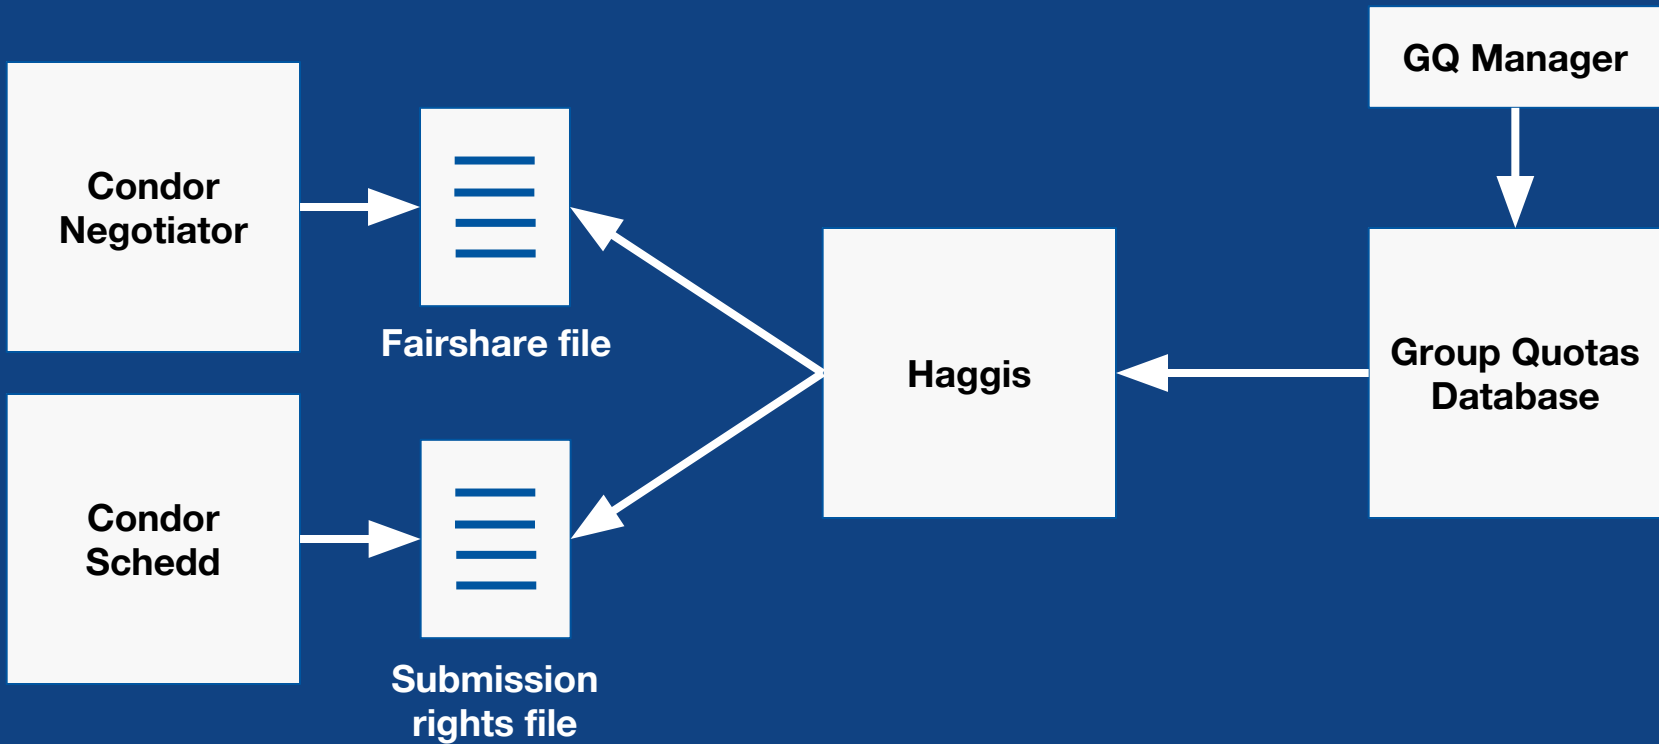 GQ Manager
Condor
Negotiator
Fairshare file
Haggis
Group Quotas
Database
Condor
Schedd
Submission
rights file